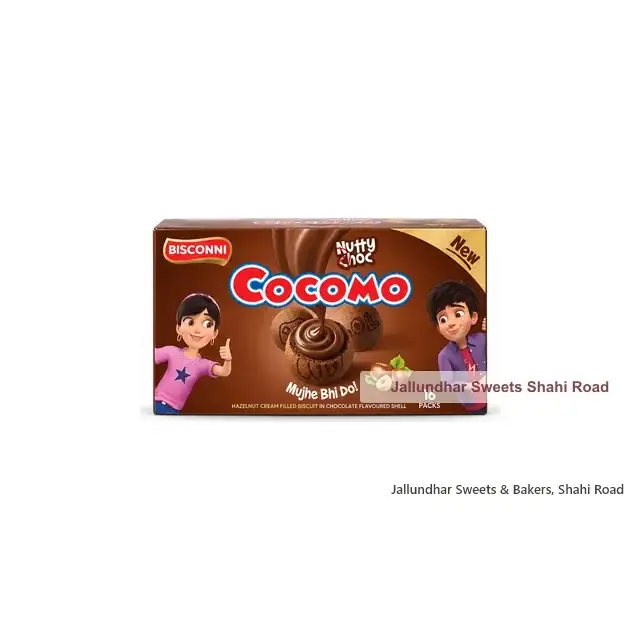 BISCONNI
Nutty Choc
New
COCOMO
Mujhe Bhi Do!
Jallundhar Sweets Shahi Road
16
PACKS
HAZELNUT CREAM FILLED BISCUIT IN CHOCOLATE FLAVOURED SHELL
Jallundhar Sweets & Bakers, Shahi Road